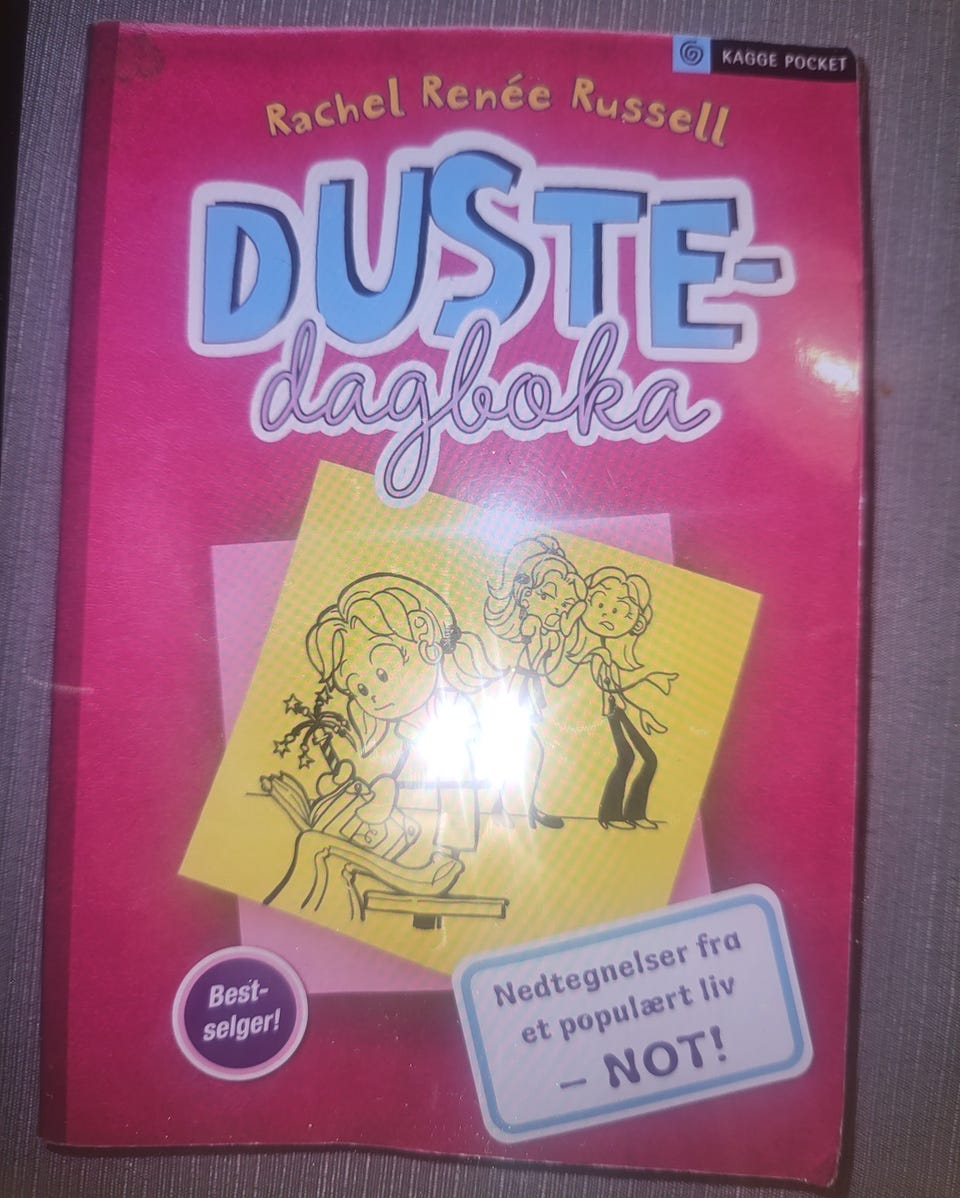 KAGGE POCKET
Rachel Renée Russell
DUSTE-
dagboka
Best-
selger!
Nedtegnelser fra
et populært liv
– NOT!